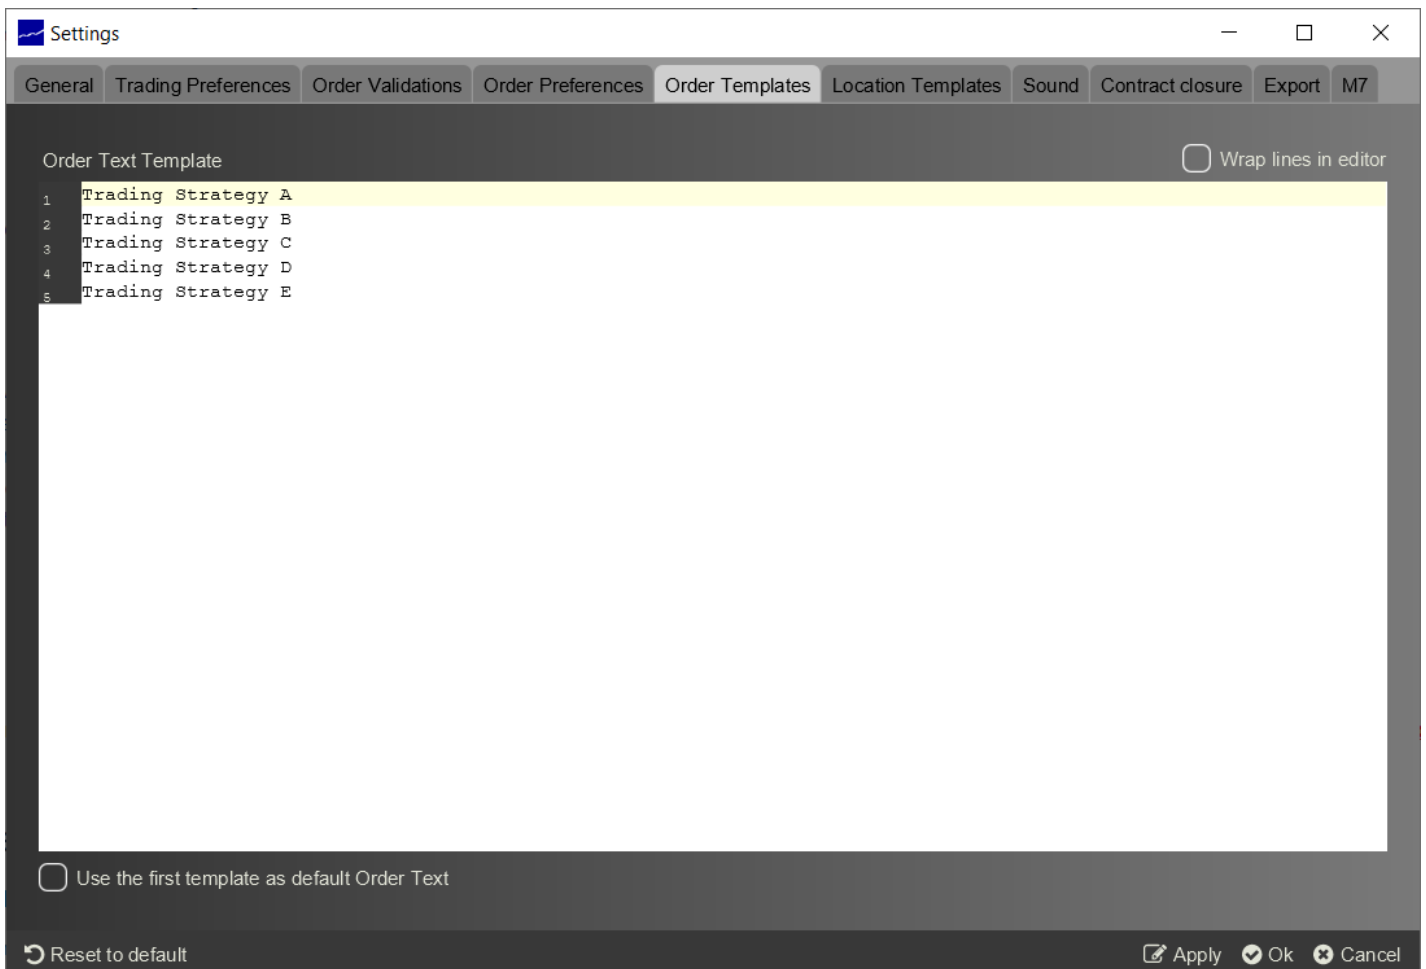 Settings
General Trading Preferences Order Validations Order Preferences Order Templates Location Templates Sound Contract closure Export M7
Order Text Template Wrap lines in editor
1 Trading Strategy A
2 Trading Strategy B
3 Trading Strategy C
4 Trading Strategy D
5 Trading Strategy E
Use the first template as default Order Text
Reset to default Apply Ok Cancel